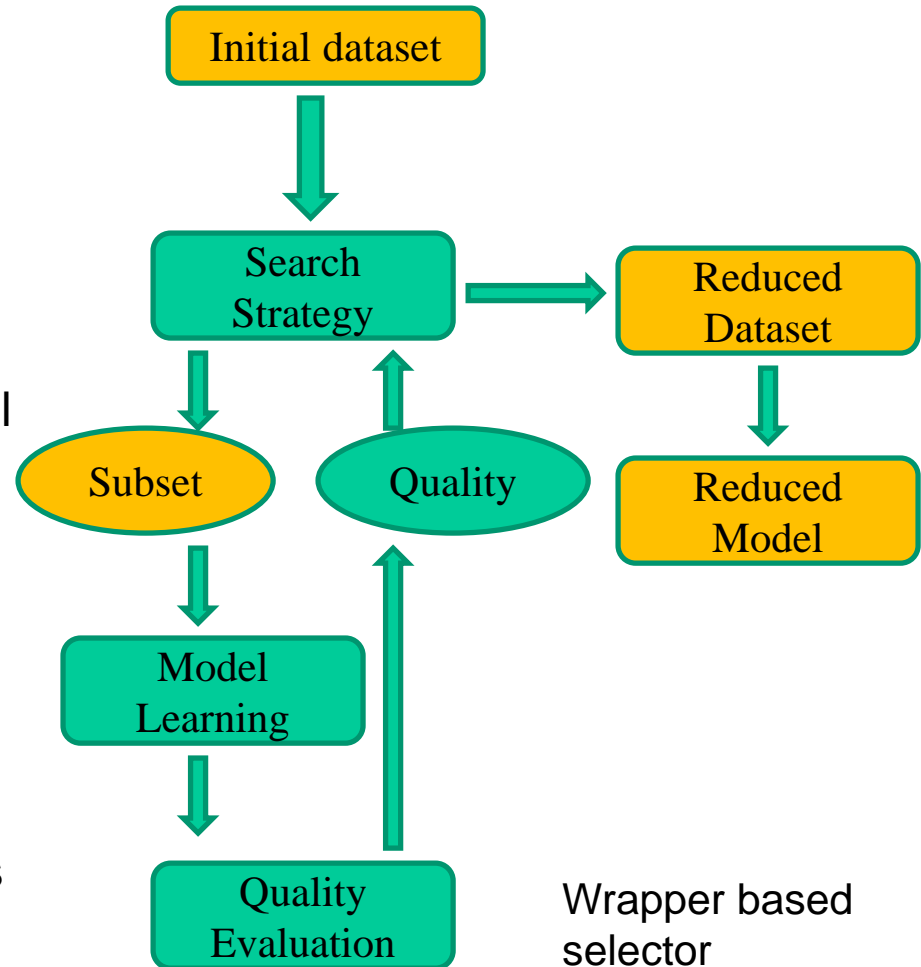 Initial dataset
Search
Strategy
Reduced
Dataset
l
Subset
Quality
Reduced
Model
Model
Learning
s
Quality
Evaluation
Wrapper based
selector